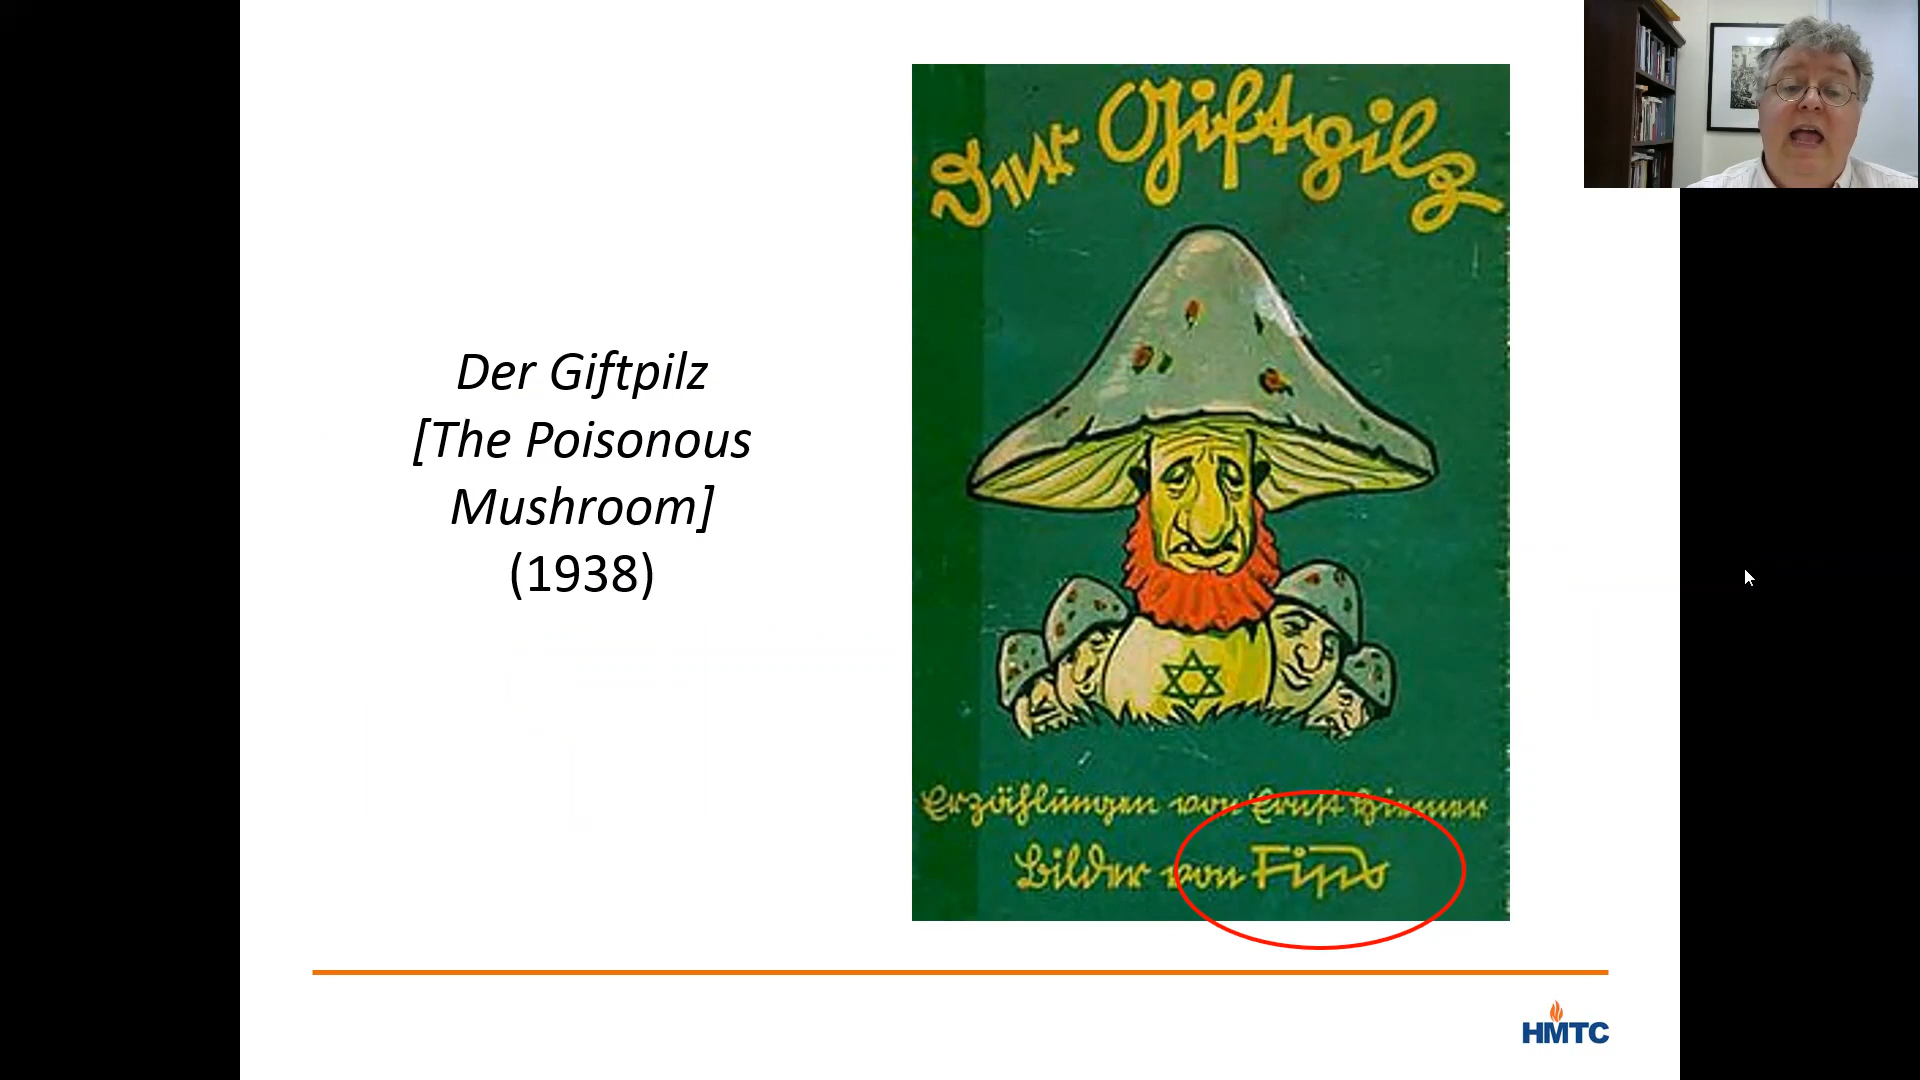 Der Giftpilz
[The Poisonous
Mushroom]
(1938)
Der Giftpilz
Erzählungen von Ernst Hiemer
Bilder von Fips
HMTC